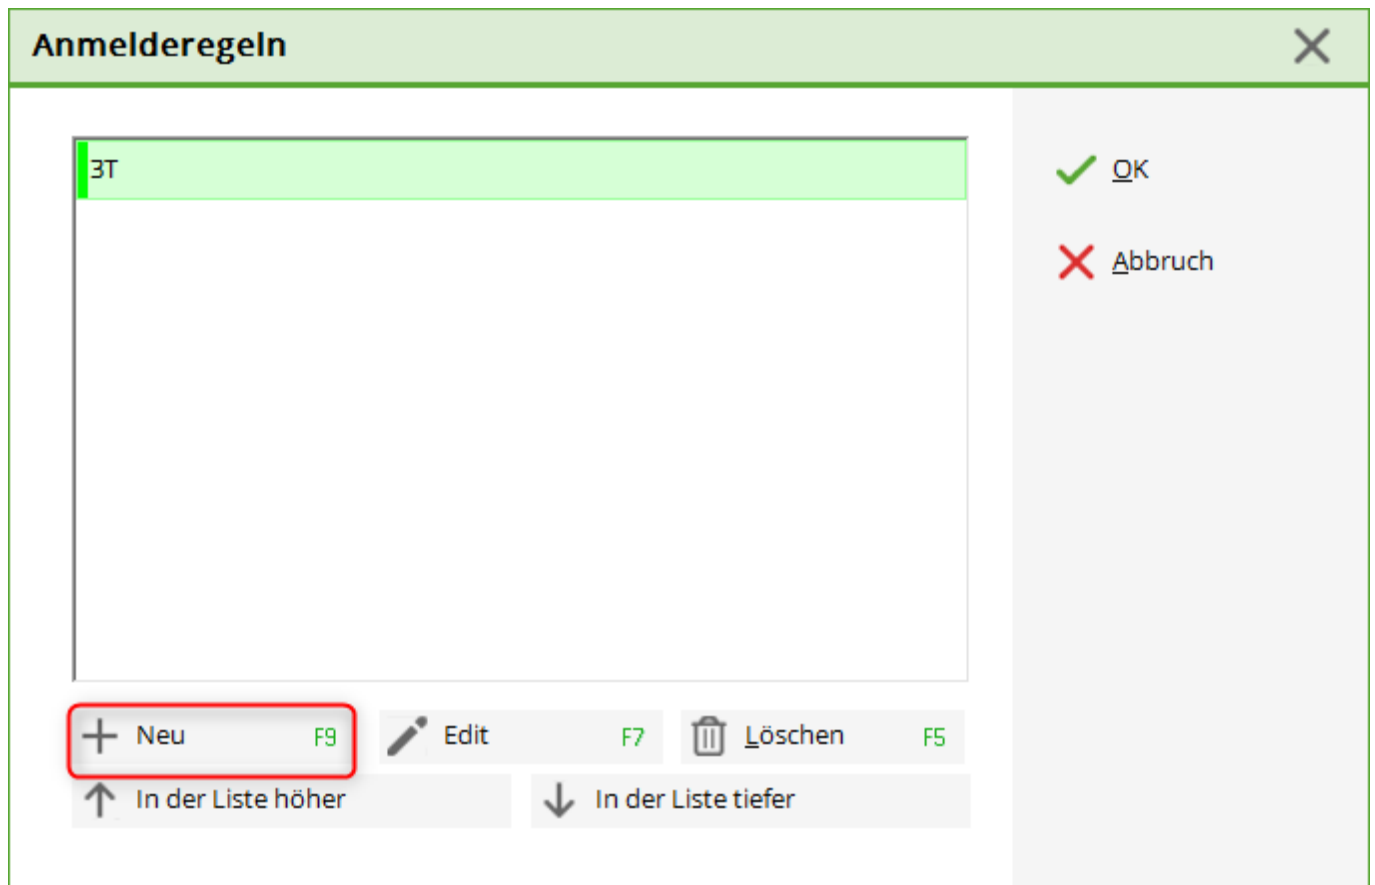 Anmelderegeln
3T
OK
Abbruch
Neu F9 Edit F7 Löschen F5
In der Liste höher In der Liste tiefer